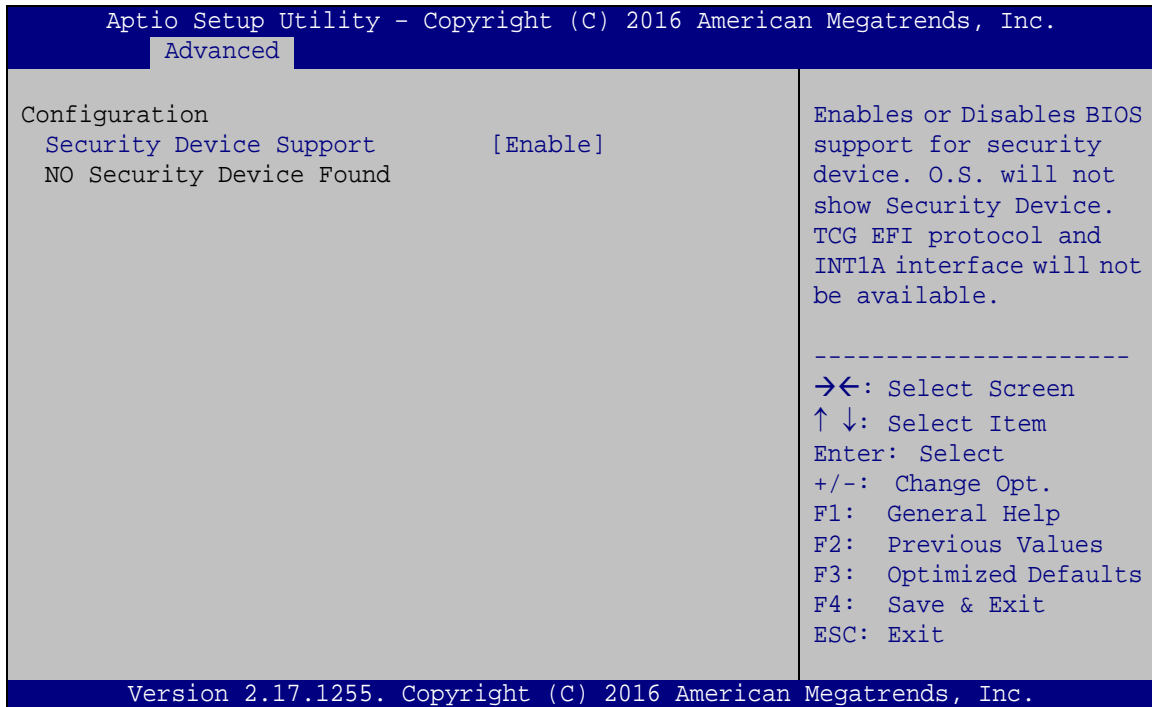 Aptio Setup Utility – Copyright (C) 2016 American Megatrends, Inc.
Advanced
Configuration
Security Device Support [Enable]
NO Security Device Found
Enables or Disables BIOS
support for security
device. O.S. will not
show Security Device.
TCG EFI protocol and
INT1A interface will not
be available.
----------------------
→←: Select Screen
↑ ↓: Select Item
Enter: Select
+/-: Change Opt.
F1: General Help
F2: Previous Values
F3: Optimized Defaults
F4: Save & Exit
ESC: Exit
Version 2.17.1255. Copyright (C) 2016 American Megatrends, Inc.